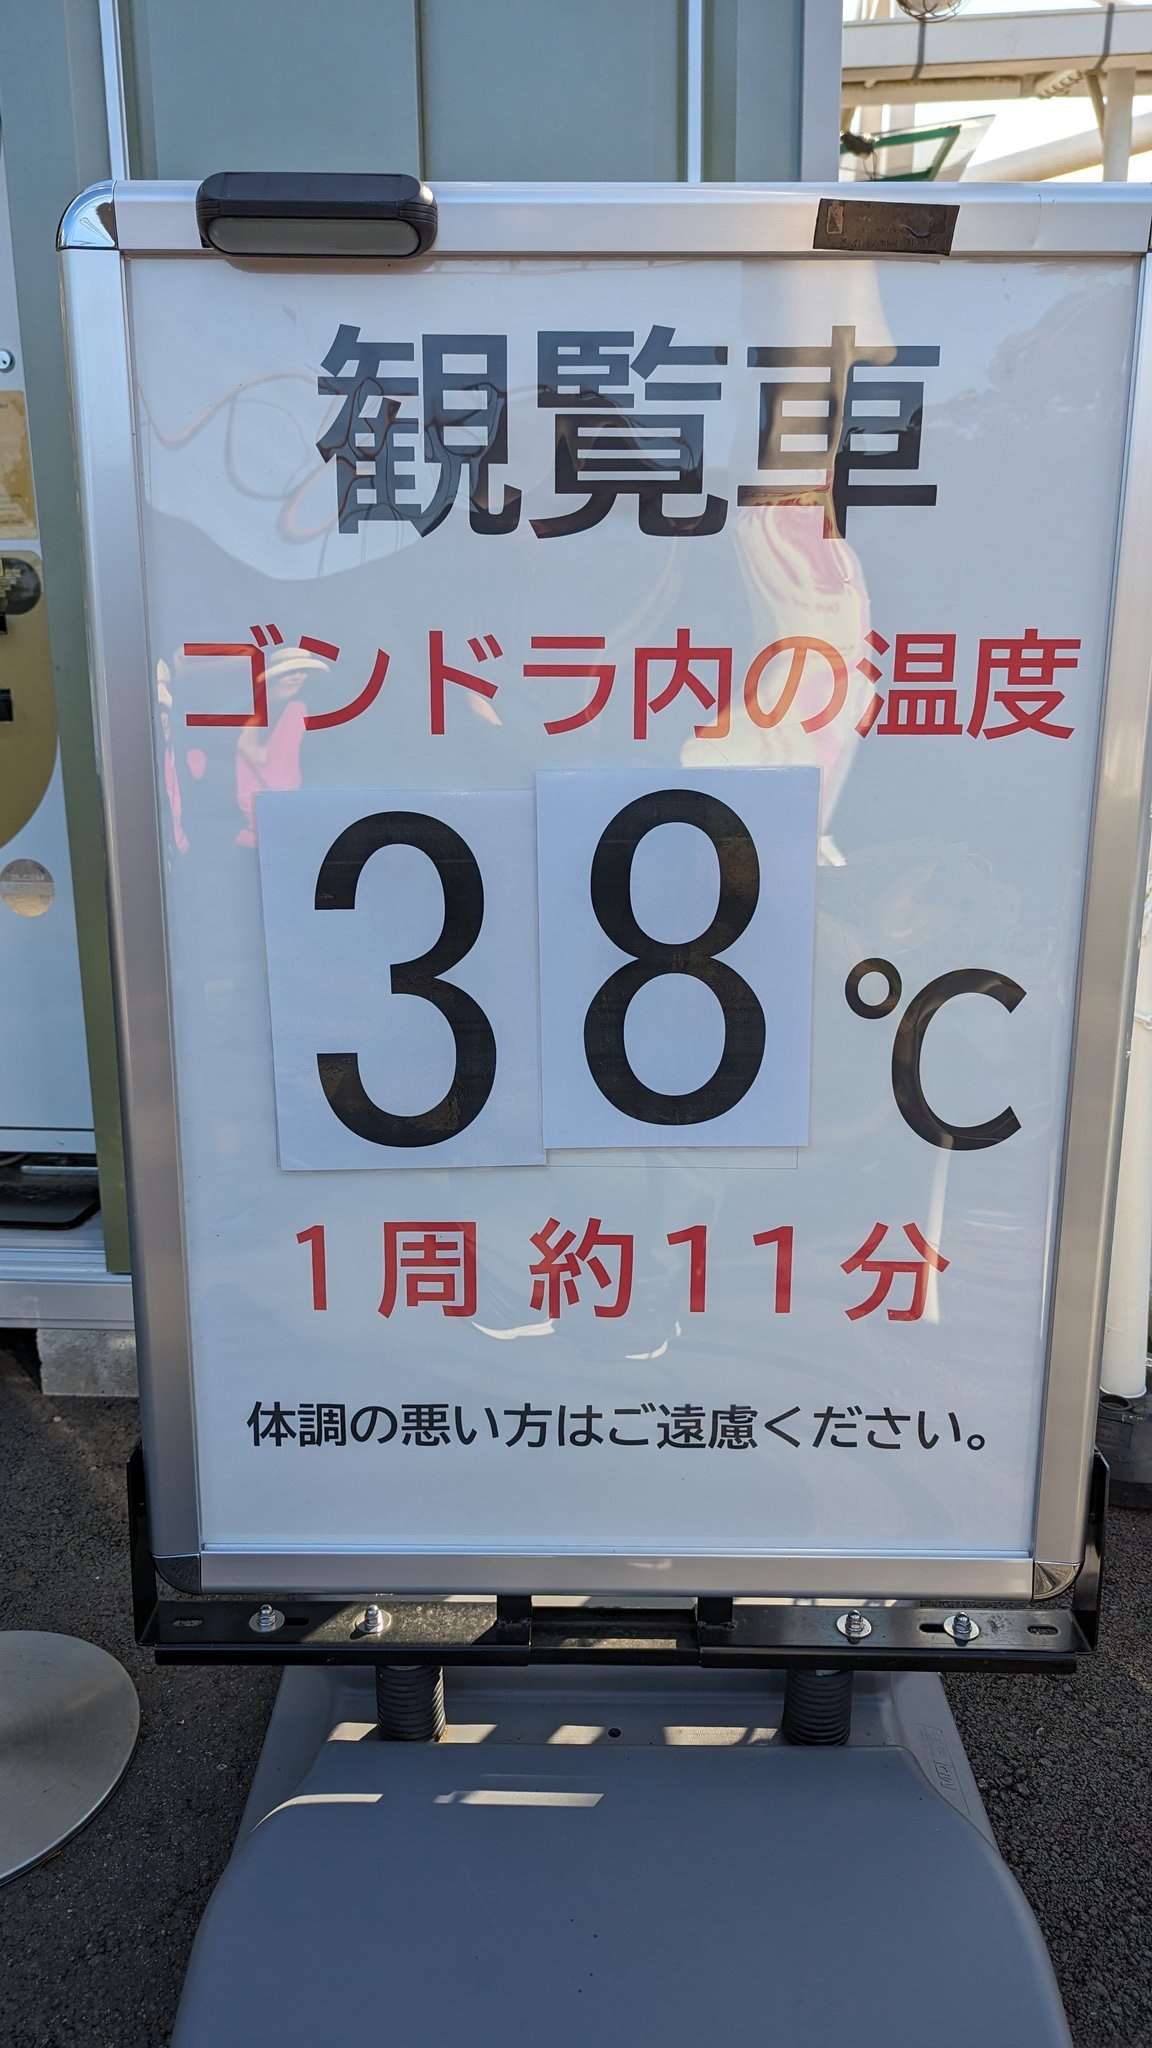 観覧車
ゴンドラ内の温度
38℃
1周 約11分
体調の悪い方はご遠慮ください。